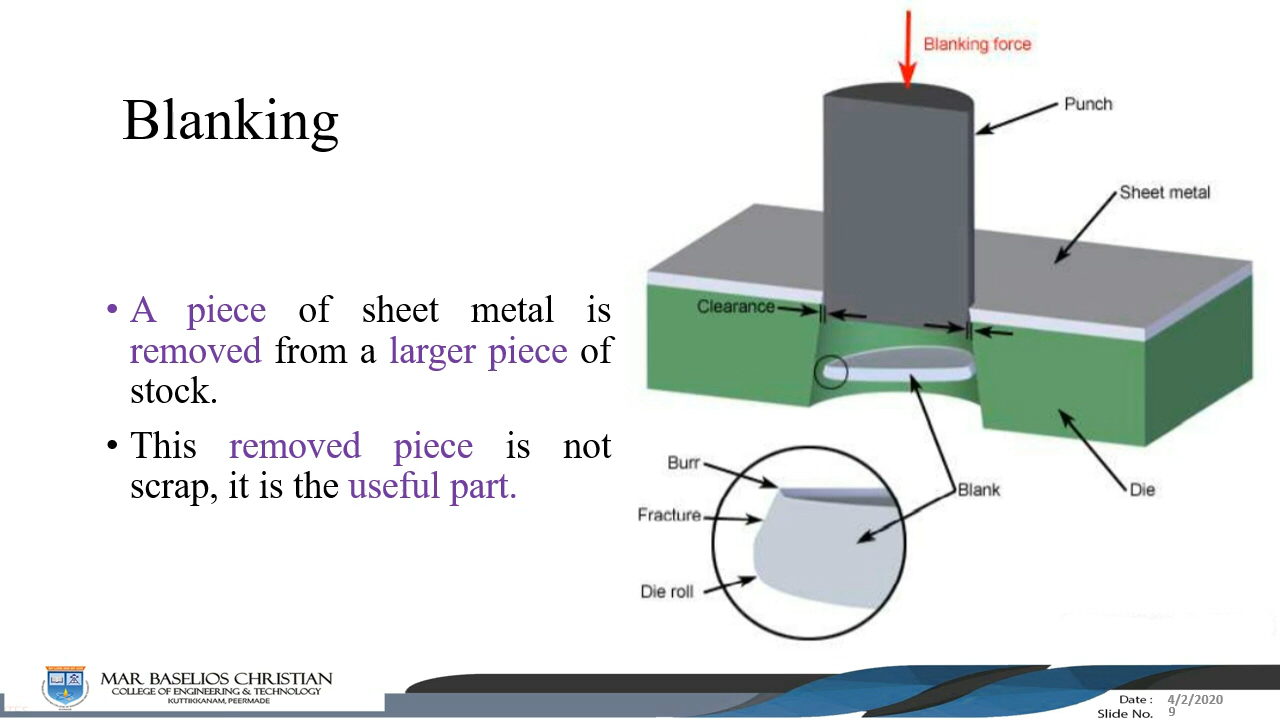 Blanking
• A piece of sheet metal is
removed from a larger piece of
stock.
• This removed piece is not
scrap, it is the useful part.
Blanking force
Punch
Sheet metal
Clearance
Burr
Blank
Die
Fracture
Die roll
MAR BASELIOS CHRISTIAN
COLLEGE OF ENGINEERING & TECHNOLOGY
KUTTIKKANAM, PEERMADE
Date : 4/2/2020
Slide No. 9